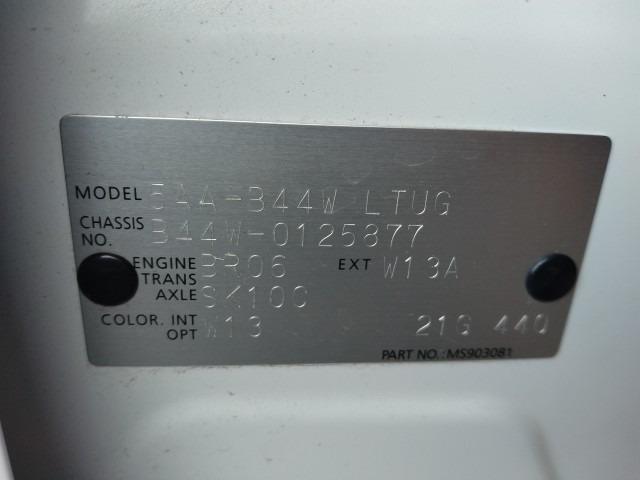 MODEL 5AA-B44W LTUG
CHASSIS NO. B44W-0125877
ENGINE BR06 EXT W13A
TRANS AXLE SK10C
COLOR. INT W13
OPT 21G 440
PART NO.: MS903081